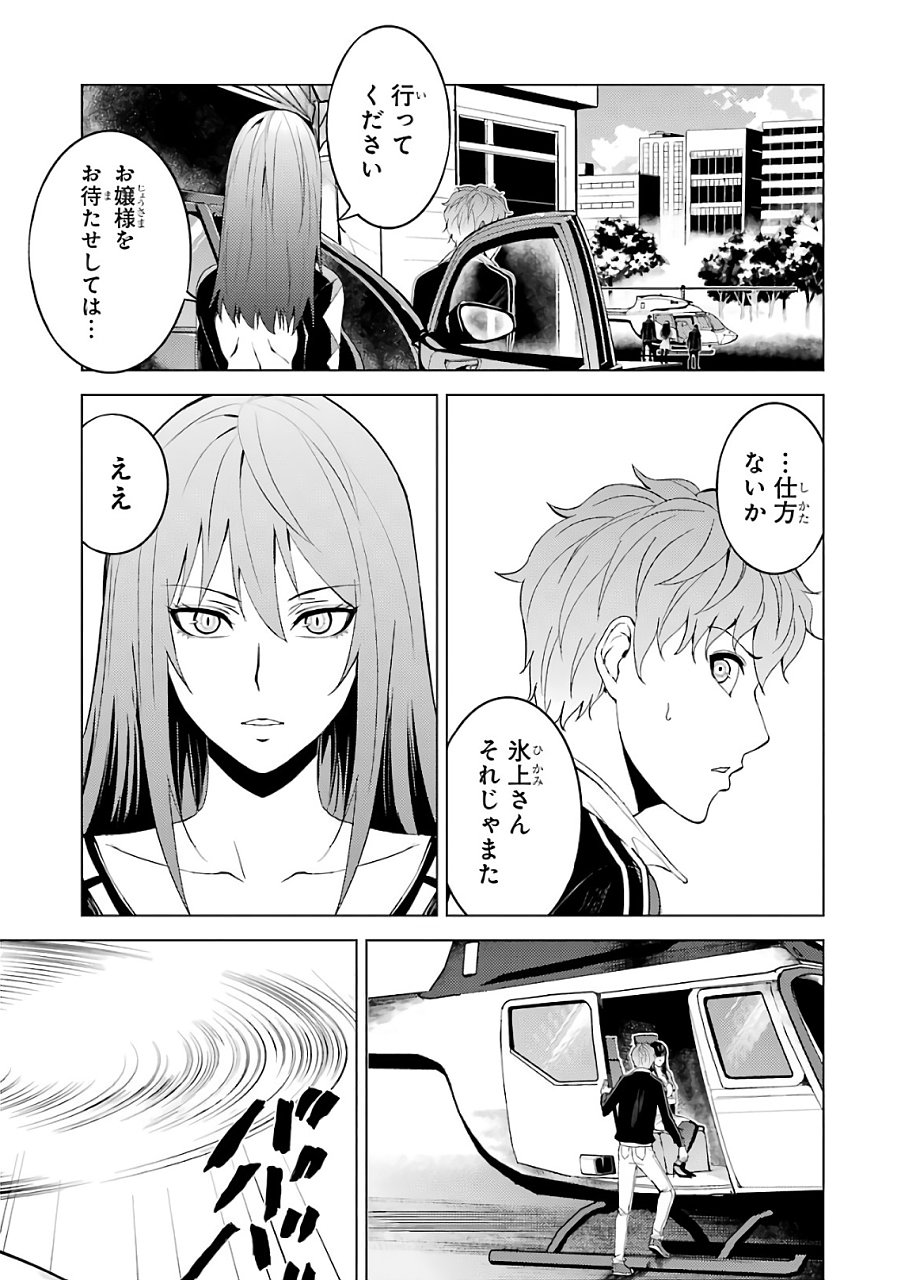 行って
ください
お嬢様を
お待たせしては…
…仕方
ないか
氷上さん
それじゃまた
ええ
ババババ